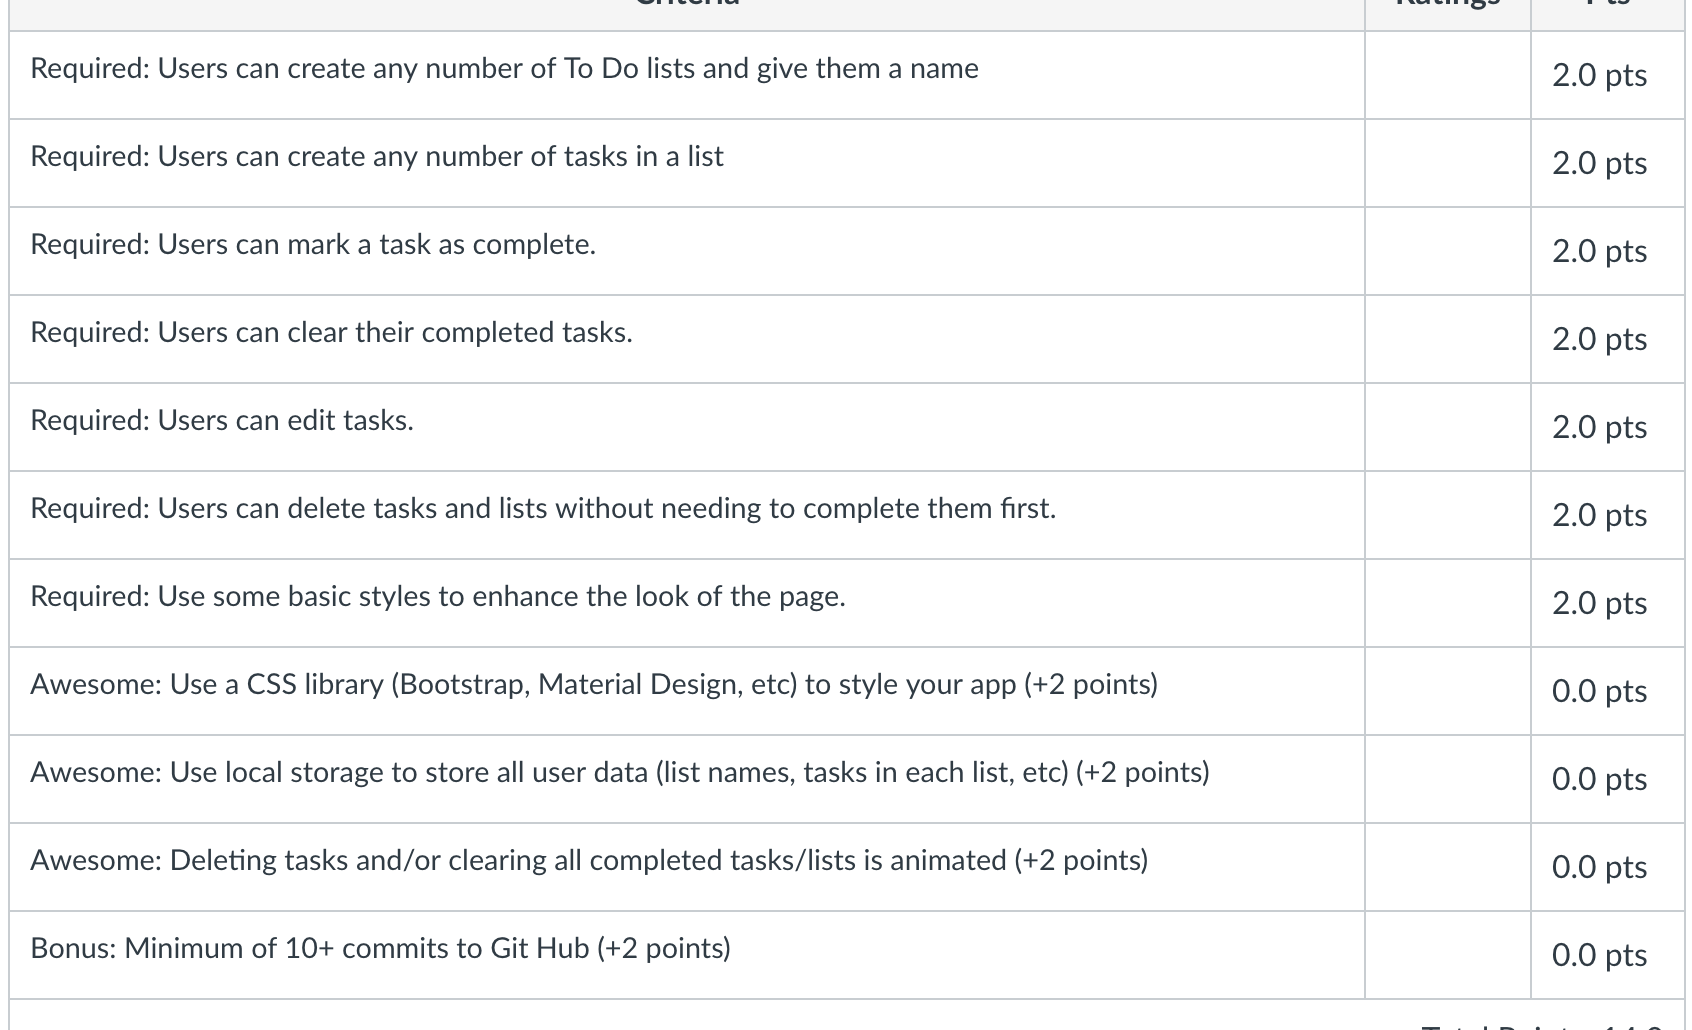 Criteria Ratings Pts
Required: Users can create any number of To Do lists and give them a name 2.0 pts
Required: Users can create any number of tasks in a list 2.0 pts
Required: Users can mark a task as complete. 2.0 pts
Required: Users can clear their completed tasks. 2.0 pts
Required: Users can edit tasks. 2.0 pts
Required: Users can delete tasks and lists without needing to complete them first. 2.0 pts
Required: Use some basic styles to enhance the look of the page. 2.0 pts
Awesome: Use a CSS library (Bootstrap, Material Design, etc) to style your app (+2 points) 0.0 pts
Awesome: Use local storage to store all user data (list names, tasks in each list, etc) (+2 points) 0.0 pts
Awesome: Deleting tasks and/or clearing all completed tasks/lists is animated (+2 points) 0.0 pts
Bonus: Minimum of 10+ commits to Git Hub (+2 points) 0.0 pts